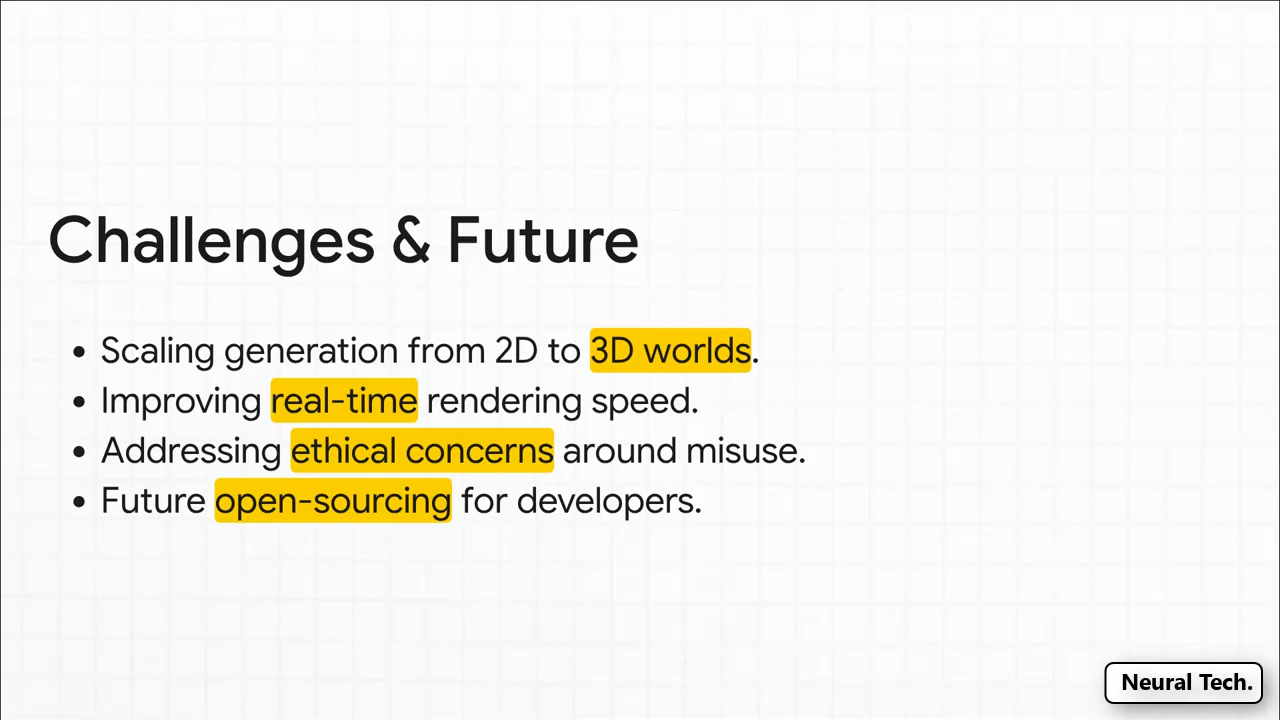 Challenges & Future
• Scaling generation from 2D to 3D worlds.
• Improving real-time rendering speed.
• Addressing ethical concerns around misuse.
• Future open-sourcing for developers.
Neural Tech.